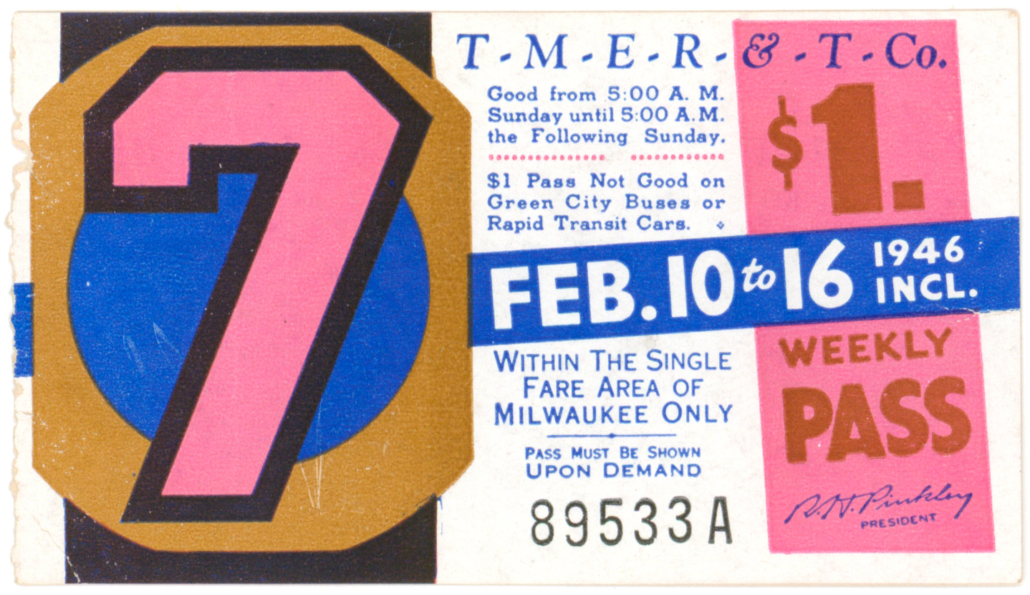 7
T-M-E-R-&-T-Co.
Good from 5:00 A. M.
Sunday until 5:00 A.M.
the Following Sunday.
$1 Pass Not Good on
Green City Buses or
Rapid Transit Cars.
$1.
FEB. 10 to 16 1946
INCL.
WITHIN THE SINGLE
FARE AREA OF
MILWAUKEE ONLY
PASS MUST BE SHOWN
UPON DEMAND
89533A
WEEKLY
PASS
R.H. Pinkley
PRESIDENT